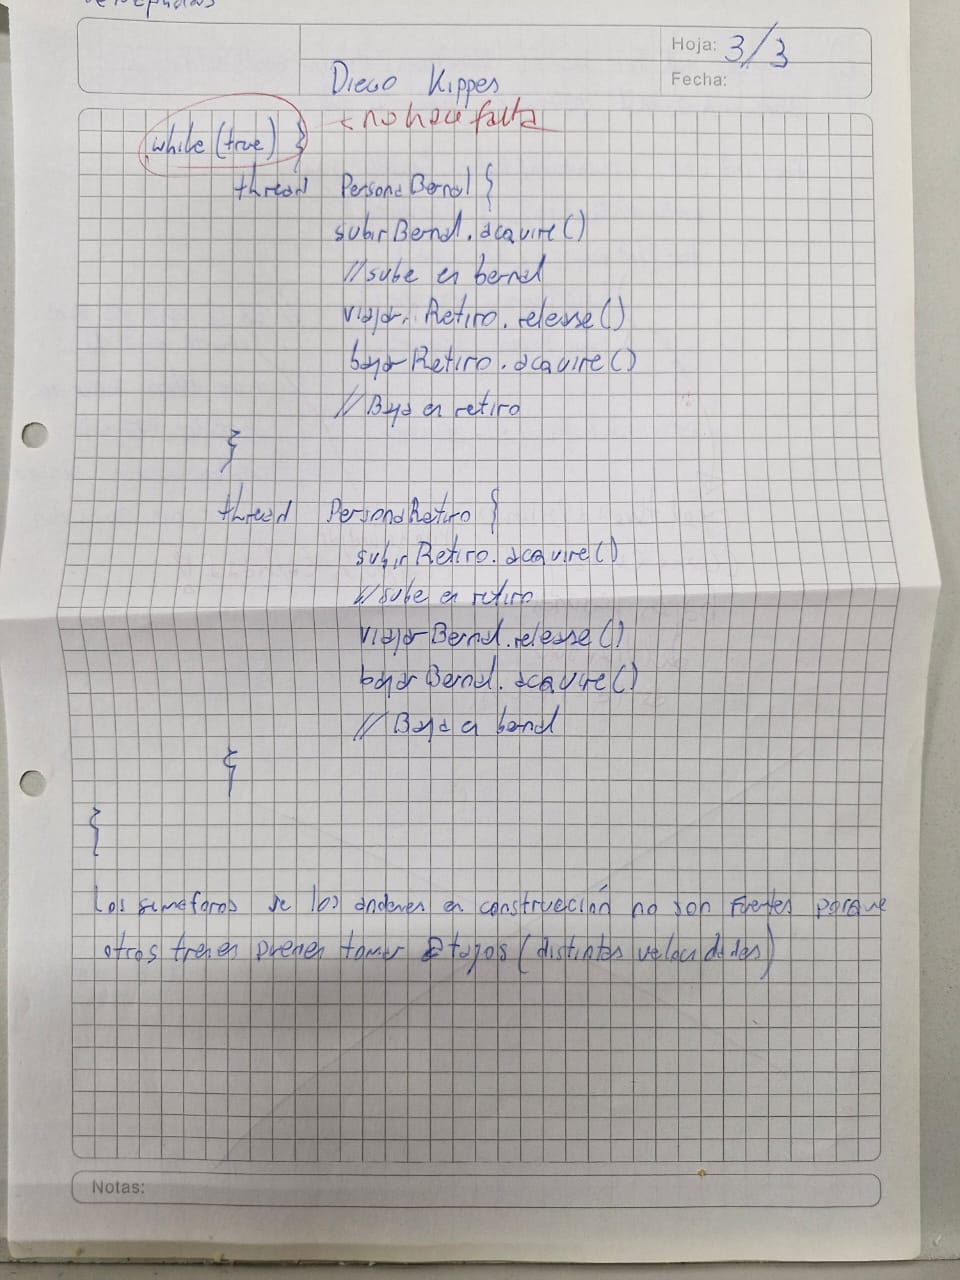 Hoja: 3/3
Fecha:
Diego Kippes
while (true) { < no hace falta
thread PersonaBernal {
subirBernal.acquire()
//sube en bernal
viajarRetiro.release()
bajarRetiro.acquire()
// Baja en retiro
}
thread PersonaRetiro {
subirRetiro.acquire()
//sube en retiro
viajarBernal.release()
bajarBernal.acquire()
// Baja en bernal
}
}
Los semaforos de los andenes en construcción no son fuertes porque
otros trenes pueden tomar atajos (distintas velocidades)
Notas: